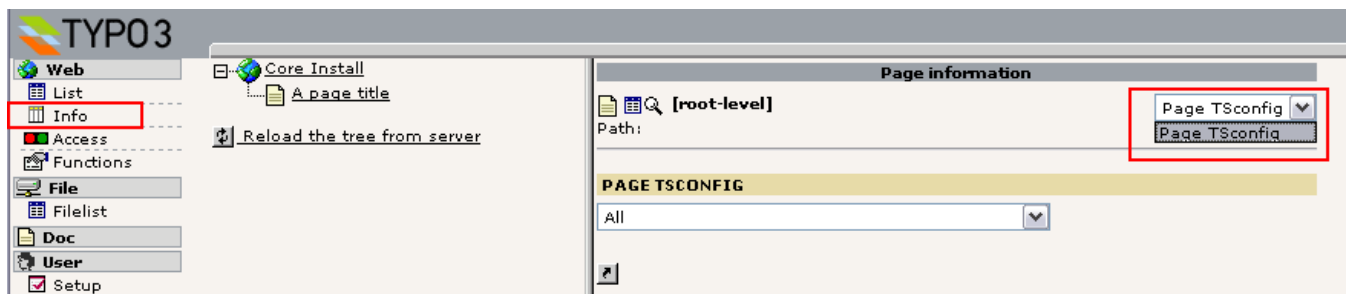 TYPO3
Web
List
Info
Access
Functions
File
Filelist
Doc
User
Setup
Core Install
A page title
Reload the tree from server
Page information
[root-level]
Path:
Page TSconfig
Page TSconfig
PAGE TSCONFIG
All